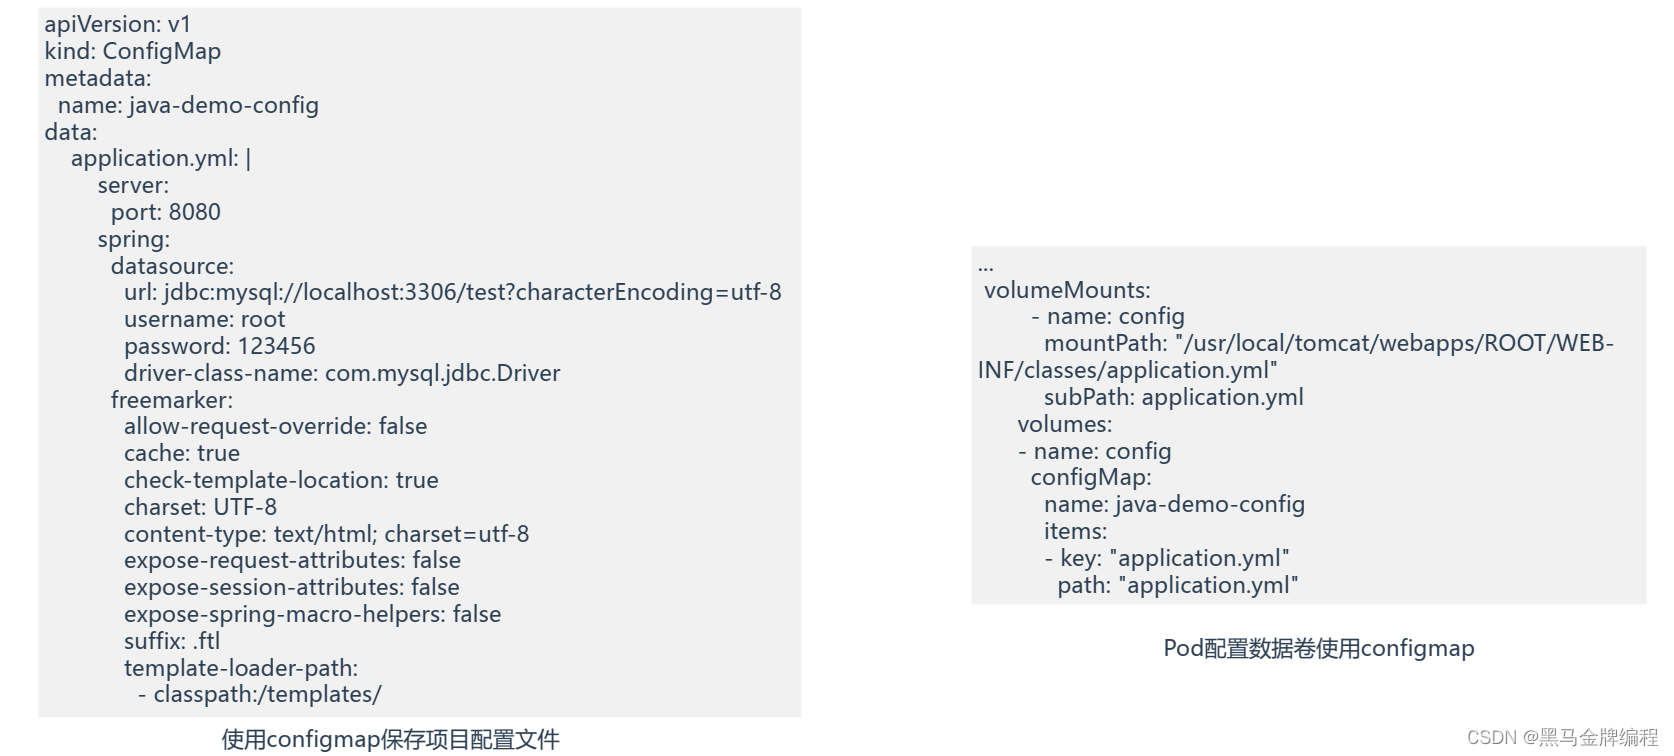 apiVersion: v1
kind: ConfigMap
metadata:
  name: java-demo-config
data:
    application.yml: |
        server:
          port: 8080
        spring:
          datasource:
            url: jdbc:mysql://localhost:3306/test?characterEncoding=utf-8
            username: root
            password: 123456
            driver-class-name: com.mysql.jdbc.Driver
          freemarker:
            allow-request-override: false
            cache: true
            check-template-location: true
            charset: UTF-8
            content-type: text/html; charset=utf-8
            expose-request-attributes: false
            expose-session-attributes: false
            expose-spring-macro-helpers: false
            suffix: .ftl
            template-loader-path:
              - classpath:/templates/
使用configmap保存项目配置文件
...
 volumeMounts:
        - name: config
          mountPath: "/usr/local/tomcat/webapps/ROOT/WEB-
INF/classes/application.yml"
          subPath: application.yml
      volumes:
      - name: config
        configMap:
          name: java-demo-config
          items:
          - key: "application.yml"
            path: "application.yml"
Pod配置数据卷使用configmap
CSDN @黑马金牌编程